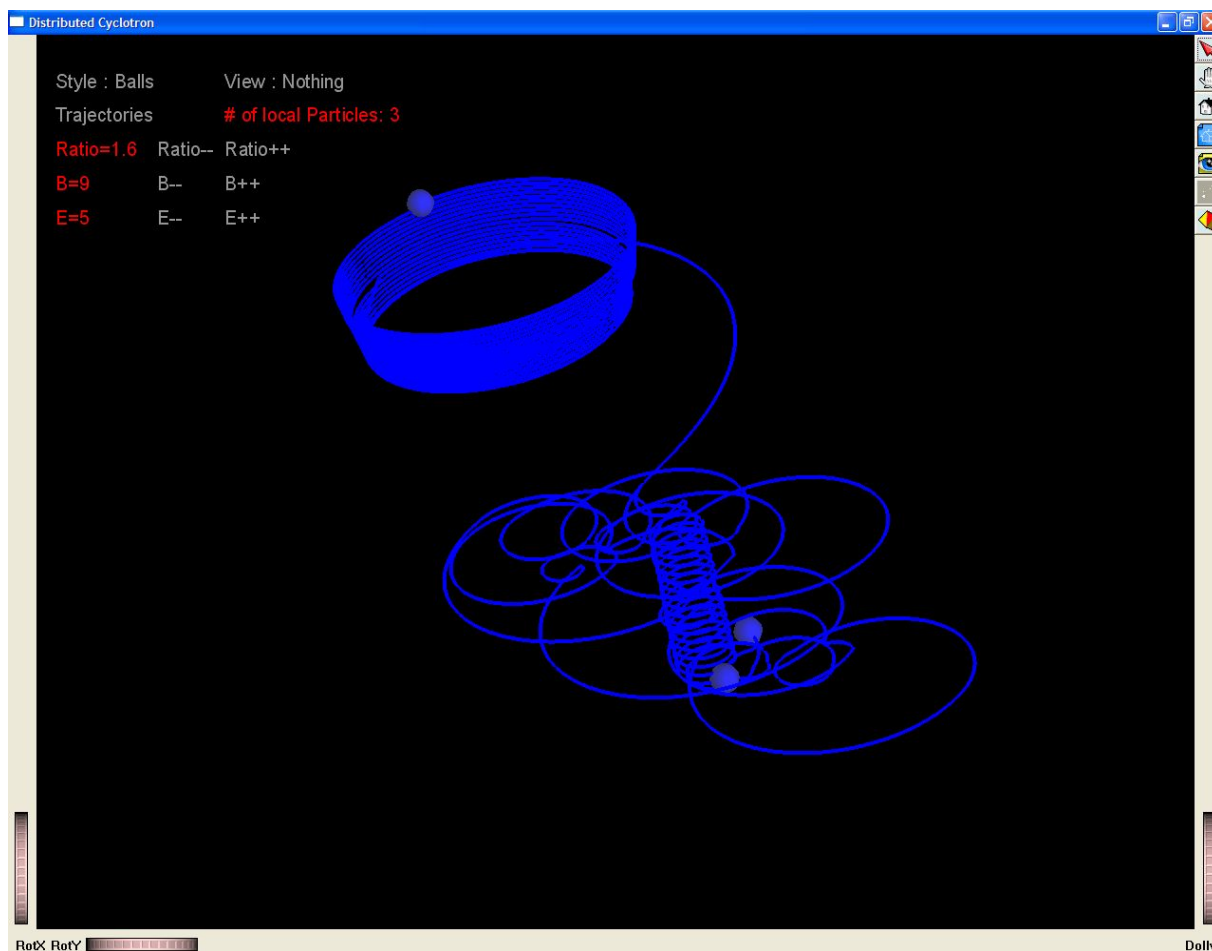 Distributed Cyclotron
Style : Balls View : Nothing
Trajectories # of local Particles: 3
Ratio=1.6 Ratio-- Ratio++
B=9 B-- B++
E=5 E-- E++
RotX RotY Dolly